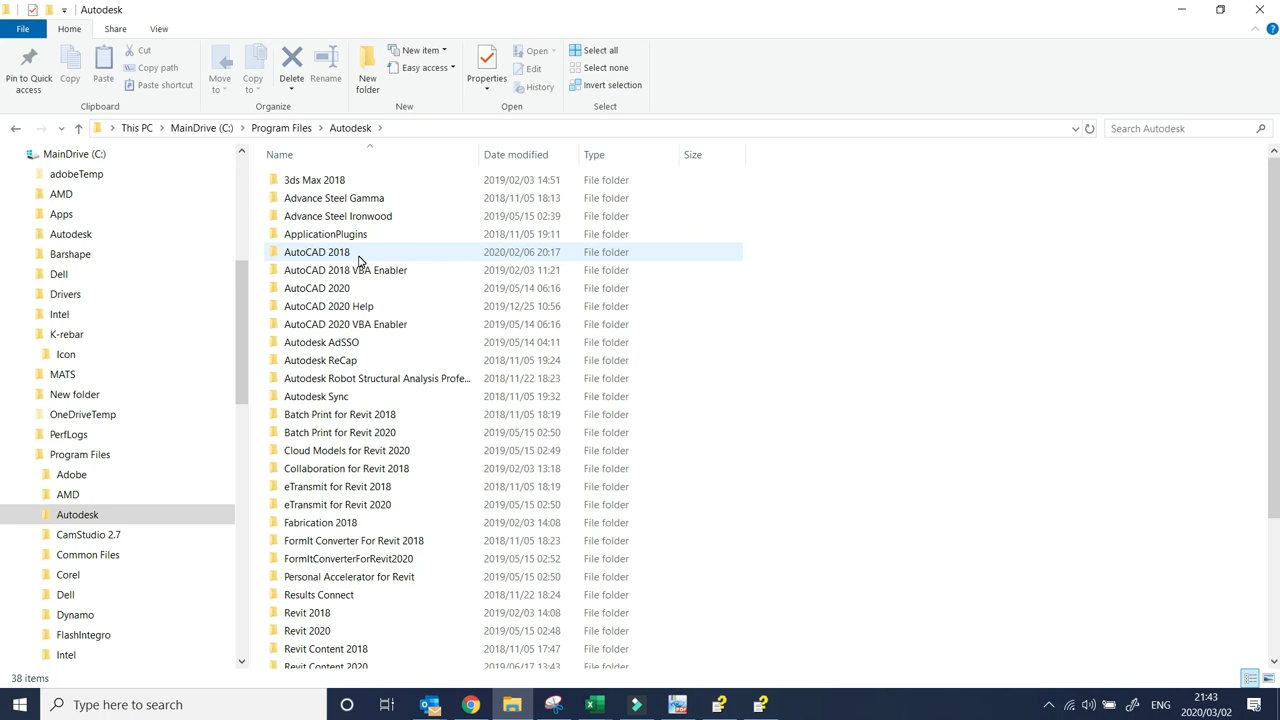 Autodesk
File Home Share View
Pin to Quick access
Copy
Paste
Cut
Copy path
Paste shortcut
Clipboard
Move to
Copy to
Delete
Rename
Organize
New folder
New item
Easy access
New
Properties
Open
Edit
History
Open
Select all
Select none
Invert selection
Select
This PC MainDrive (C:) Program Files Autodesk
Search Autodesk
MainDrive (C:)
adobeTemp
AMD
Apps
Autodesk
Barshape
Dell
Drivers
Intel
K-rebar
Icon
MATS
New folder
OneDriveTemp
PerfLogs
Program Files
Adobe
AMD
Autodesk
CamStudio 2.7
Common Files
Corel
Dell
Dynamo
FlashIntegro
Intel
Name Date modified Type Size
3ds Max 2018 2019/02/03 14:51 File folder
Advance Steel Gamma 2018/11/05 18:13 File folder
Advance Steel Ironwood 2019/05/15 02:39 File folder
ApplicationPlugins 2018/11/05 19:11 File folder
AutoCAD 2018 2020/02/06 20:17 File folder
AutoCAD 2018 VBA Enabler 2019/02/03 11:21 File folder
AutoCAD 2020 2019/05/14 06:16 File folder
AutoCAD 2020 Help 2019/12/25 10:56 File folder
AutoCAD 2020 VBA Enabler 2019/05/14 06:16 File folder
Autodesk AdSSO 2019/05/14 04:11 File folder
Autodesk ReCap 2018/11/05 19:24 File folder
Autodesk Robot Structural Analysis Profe... 2018/11/22 18:23 File folder
Autodesk Sync 2018/11/05 19:32 File folder
Batch Print for Revit 2018 2018/11/05 18:19 File folder
Batch Print for Revit 2020 2019/05/15 02:50 File folder
Cloud Models for Revit 2020 2019/05/15 02:49 File folder
Collaboration for Revit 2018 2019/02/03 13:18 File folder
eTransmit for Revit 2018 2018/11/05 18:19 File folder
eTransmit for Revit 2020 2019/05/15 02:50 File folder
Fabrication 2018 2019/02/03 14:08 File folder
FormIt Converter For Revit 2018 2018/11/05 18:23 File folder
FormItConverterForRevit2020 2019/05/15 02:52 File folder
Personal Accelerator for Revit 2019/05/15 02:50 File folder
Results Connect 2018/11/22 18:24 File folder
Revit 2018 2019/02/03 14:08 File folder
Revit 2020 2019/05/15 02:48 File folder
Revit Content 2018 2018/11/05 17:47 File folder
Revit Content 2020 2019/06/17 13:43 File folder
38 items
Type here to search
ENG
21:43
2020/03/02